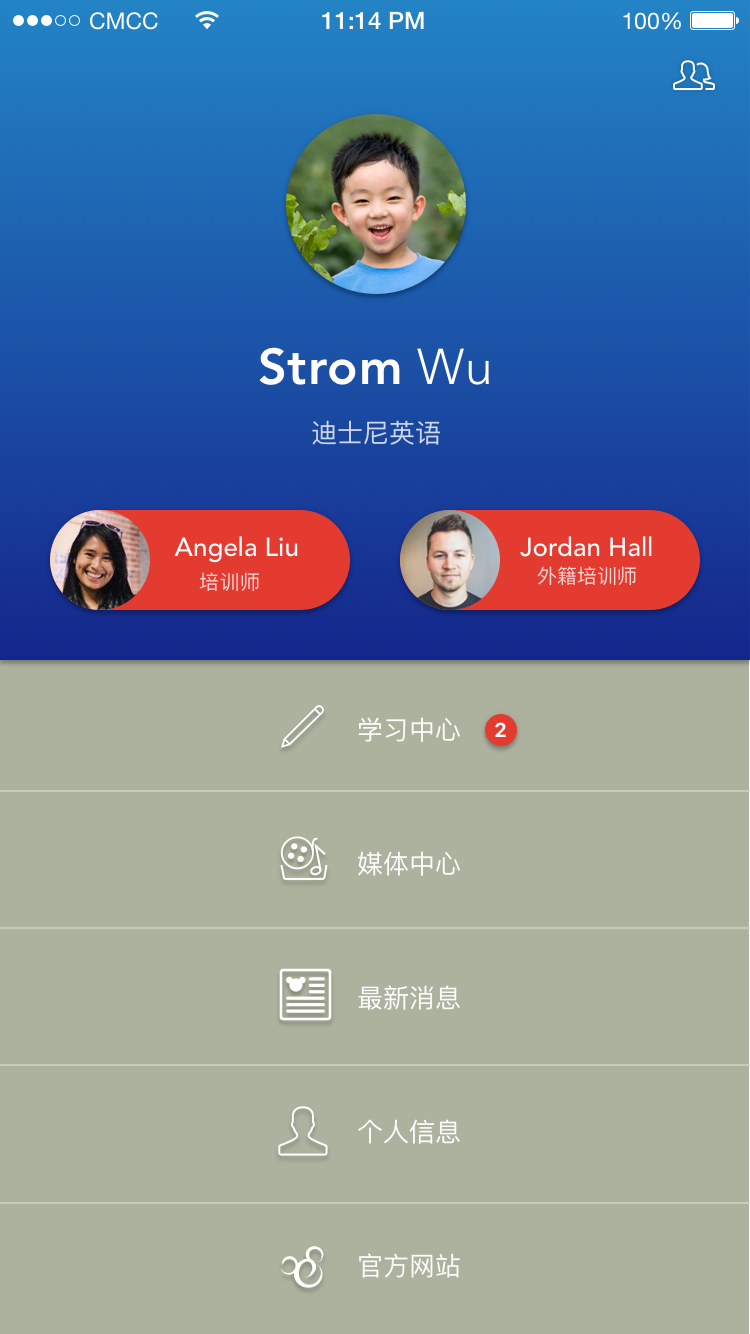 CMCC 11:14 PM 100%
Strom Wu
迪士尼英语
Angela Liu
培训师
Jordan Hall
外籍培训师
学习中心 2
媒体中心
最新消息
个人信息
官方网站